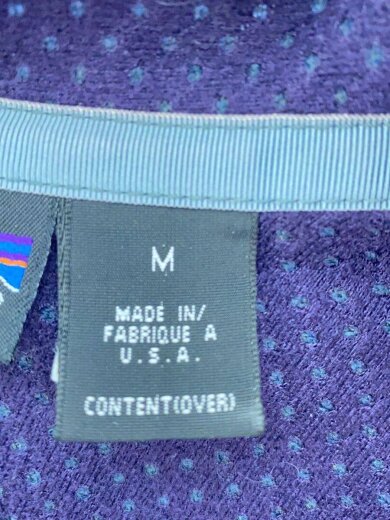 M
MADE IN/
FABRIQUE A
U.S.A.
CONTENT(OVER)